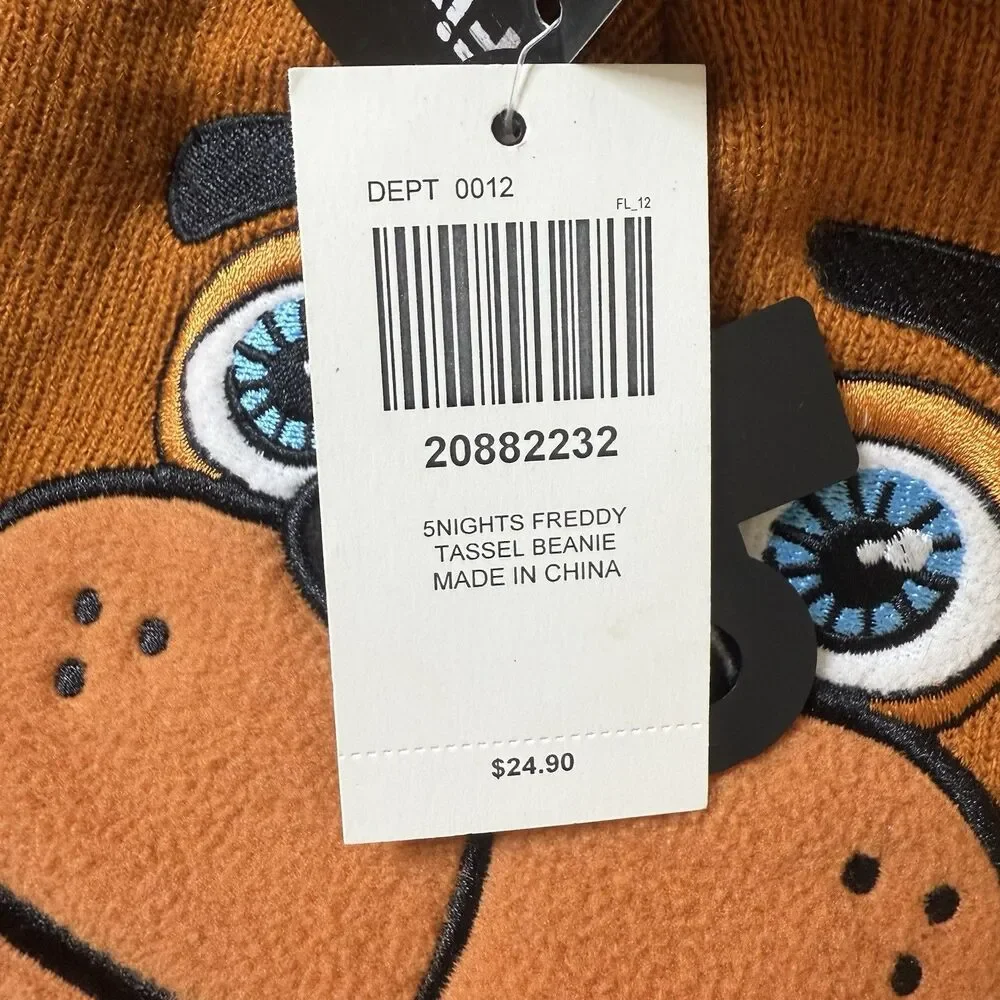 DEPT 0012
FL_12
20882232
5NIGHTS FREDDY
TASSEL BEANIE
MADE IN CHINA
$24.90